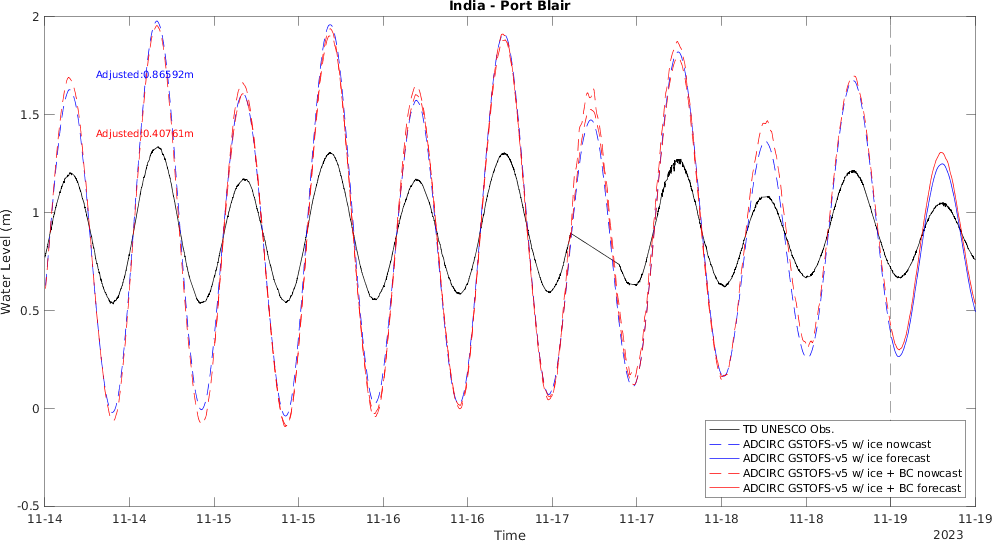 India - Port Blair
2
1.5
1
0.5
0
-0.5
Water Level (m)
Adjusted:0.86592m
Adjusted:0.40761m
TD UNESCO Obs.
ADCIRC GSTOFS-v5 w/ ice nowcast
ADCIRC GSTOFS-v5 w/ ice forecast
ADCIRC GSTOFS-v5 w/ ice + BC nowcast
ADCIRC GSTOFS-v5 w/ ice + BC forecast
11-14 11-14 11-15 11-15 11-16 11-16 11-17 11-17 11-18 11-18 11-19 11-19
Time
2023